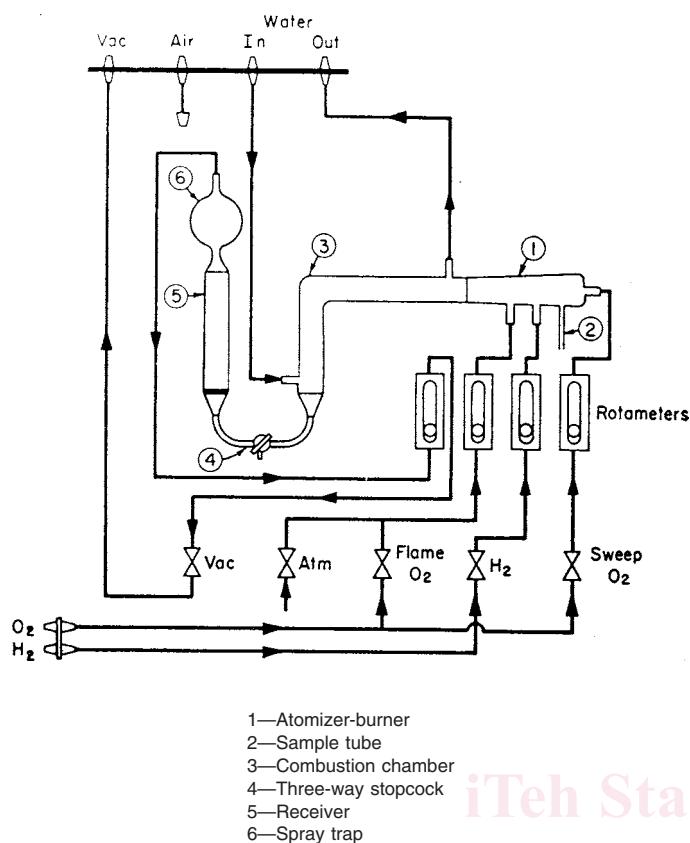 Water
Vac Air In Out
6
3
1
5
2
Rotameters
4
Vac Atm Flame O₂ H₂ Sweep O₂
O₂
H₂
1—Atomizer-burner
2—Sample tube
3—Combustion chamber
4—Three-way stopcock
5—Receiver
6—Spray trap
iTeh Sta